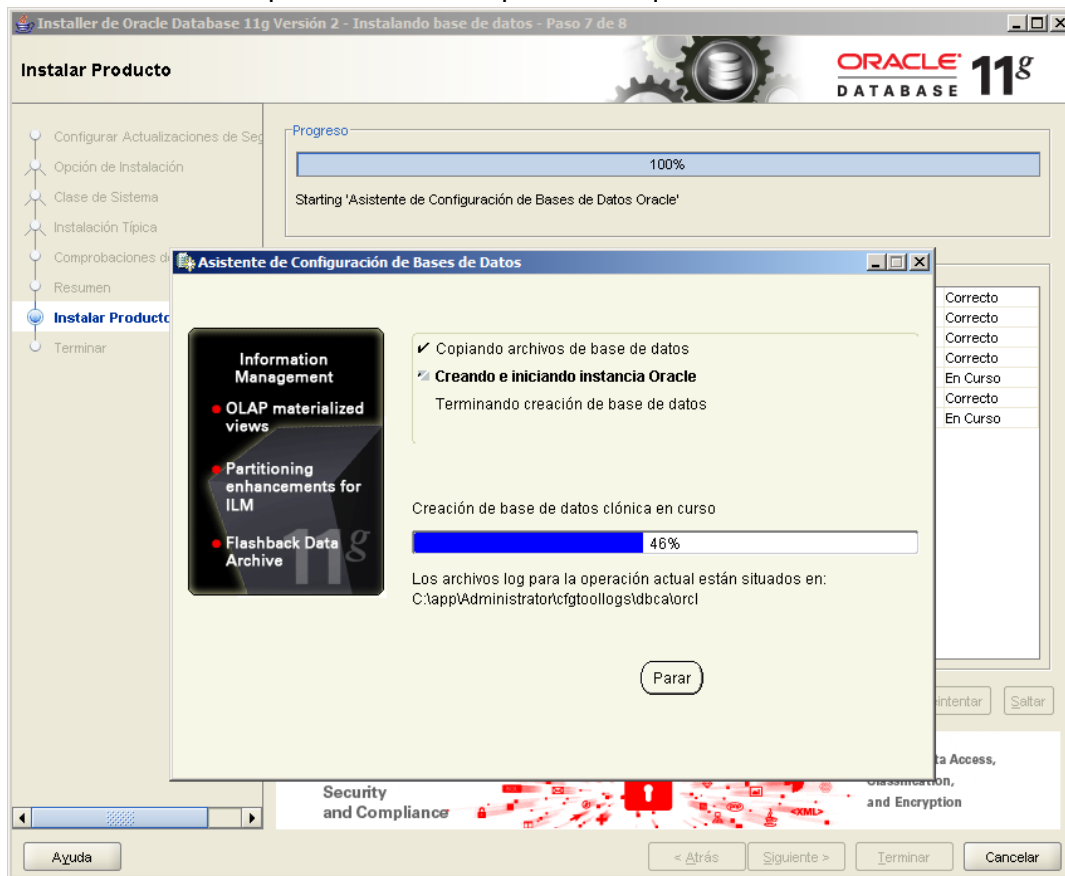 Installer de Oracle Database 11g Versión 2 - Instalando base de datos - Paso 7 de 8
Instalar Producto
ORACLE
DATABASE
11g
Configurar Actualizaciones de Seg
Opción de Instalación
Clase de Sistema
Instalación Típica
Comprobaciones
Resumen
Instalar Producto
Terminar
Progreso
100%
Starting 'Asistente de Configuración de Bases de Datos Oracle'
Correcto
Correcto
Correcto
Correcto
En Curso
Correcto
En Curso
Asistente de Configuración de Bases de Datos
Information
Management
OLAP materialized
views
Partitioning
enhancements for
ILM
Flashback Data
Archive
11g
Copiando archivos de base de datos
Creando e iniciando instancia Oracle
Terminando creación de base de datos
Creación de base de datos clónica en curso
46%
Los archivos log para la operación actual están situados en:
C:\app\Administrator\cfgtoollogs\dbca\orcl
Parar
intentar
Saltar
Security
and Compliance
<XML>
ta Access,
and Encryption
Ayuda
< Atrás
Siguiente >
Terminar
Cancelar